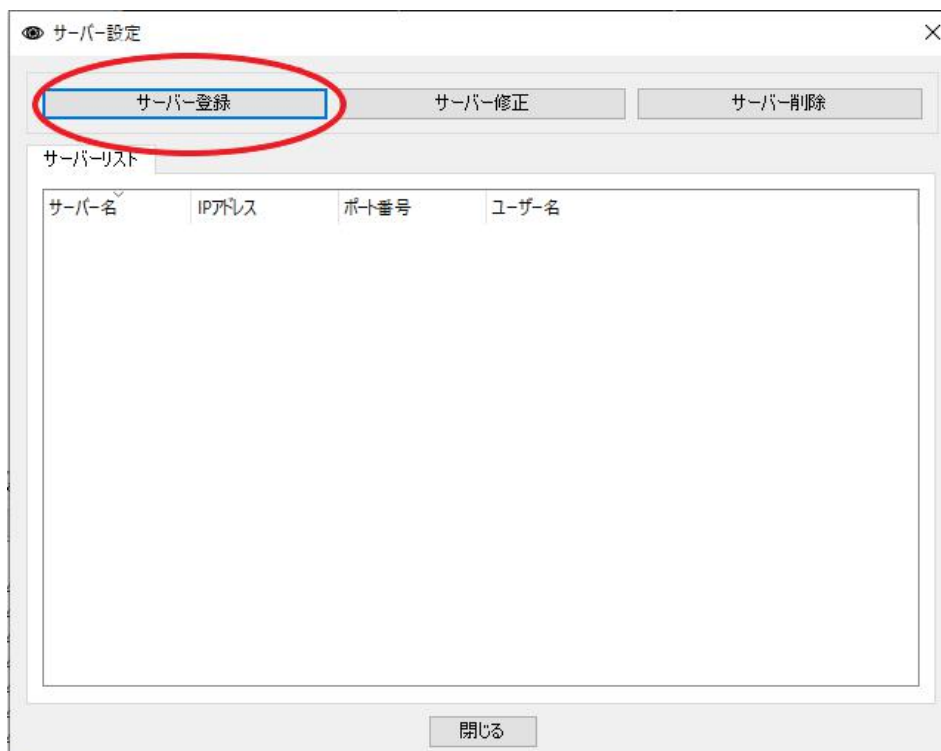 サーバー設定
サーバー登録 サーバー修正 サーバー削除
サーバーリスト
サーバー名 IPアドレス ポート番号 ユーザー名
閉じる